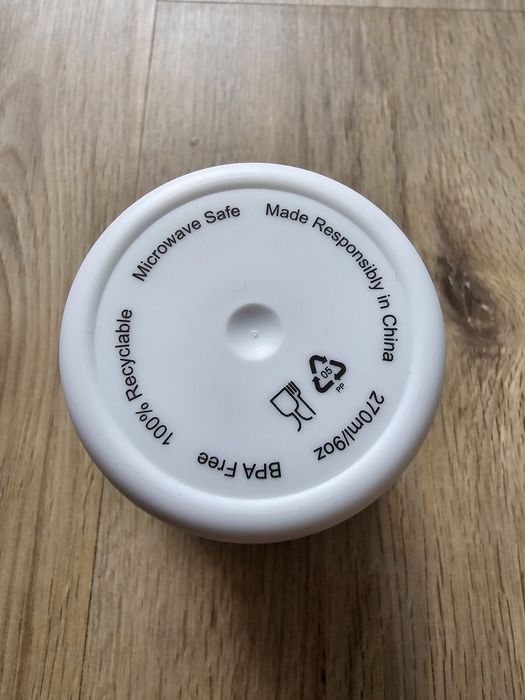 Microwave Safe
Made Responsibly in China
270ml/9oz
BPA Free
100% Recyclable
05
PP